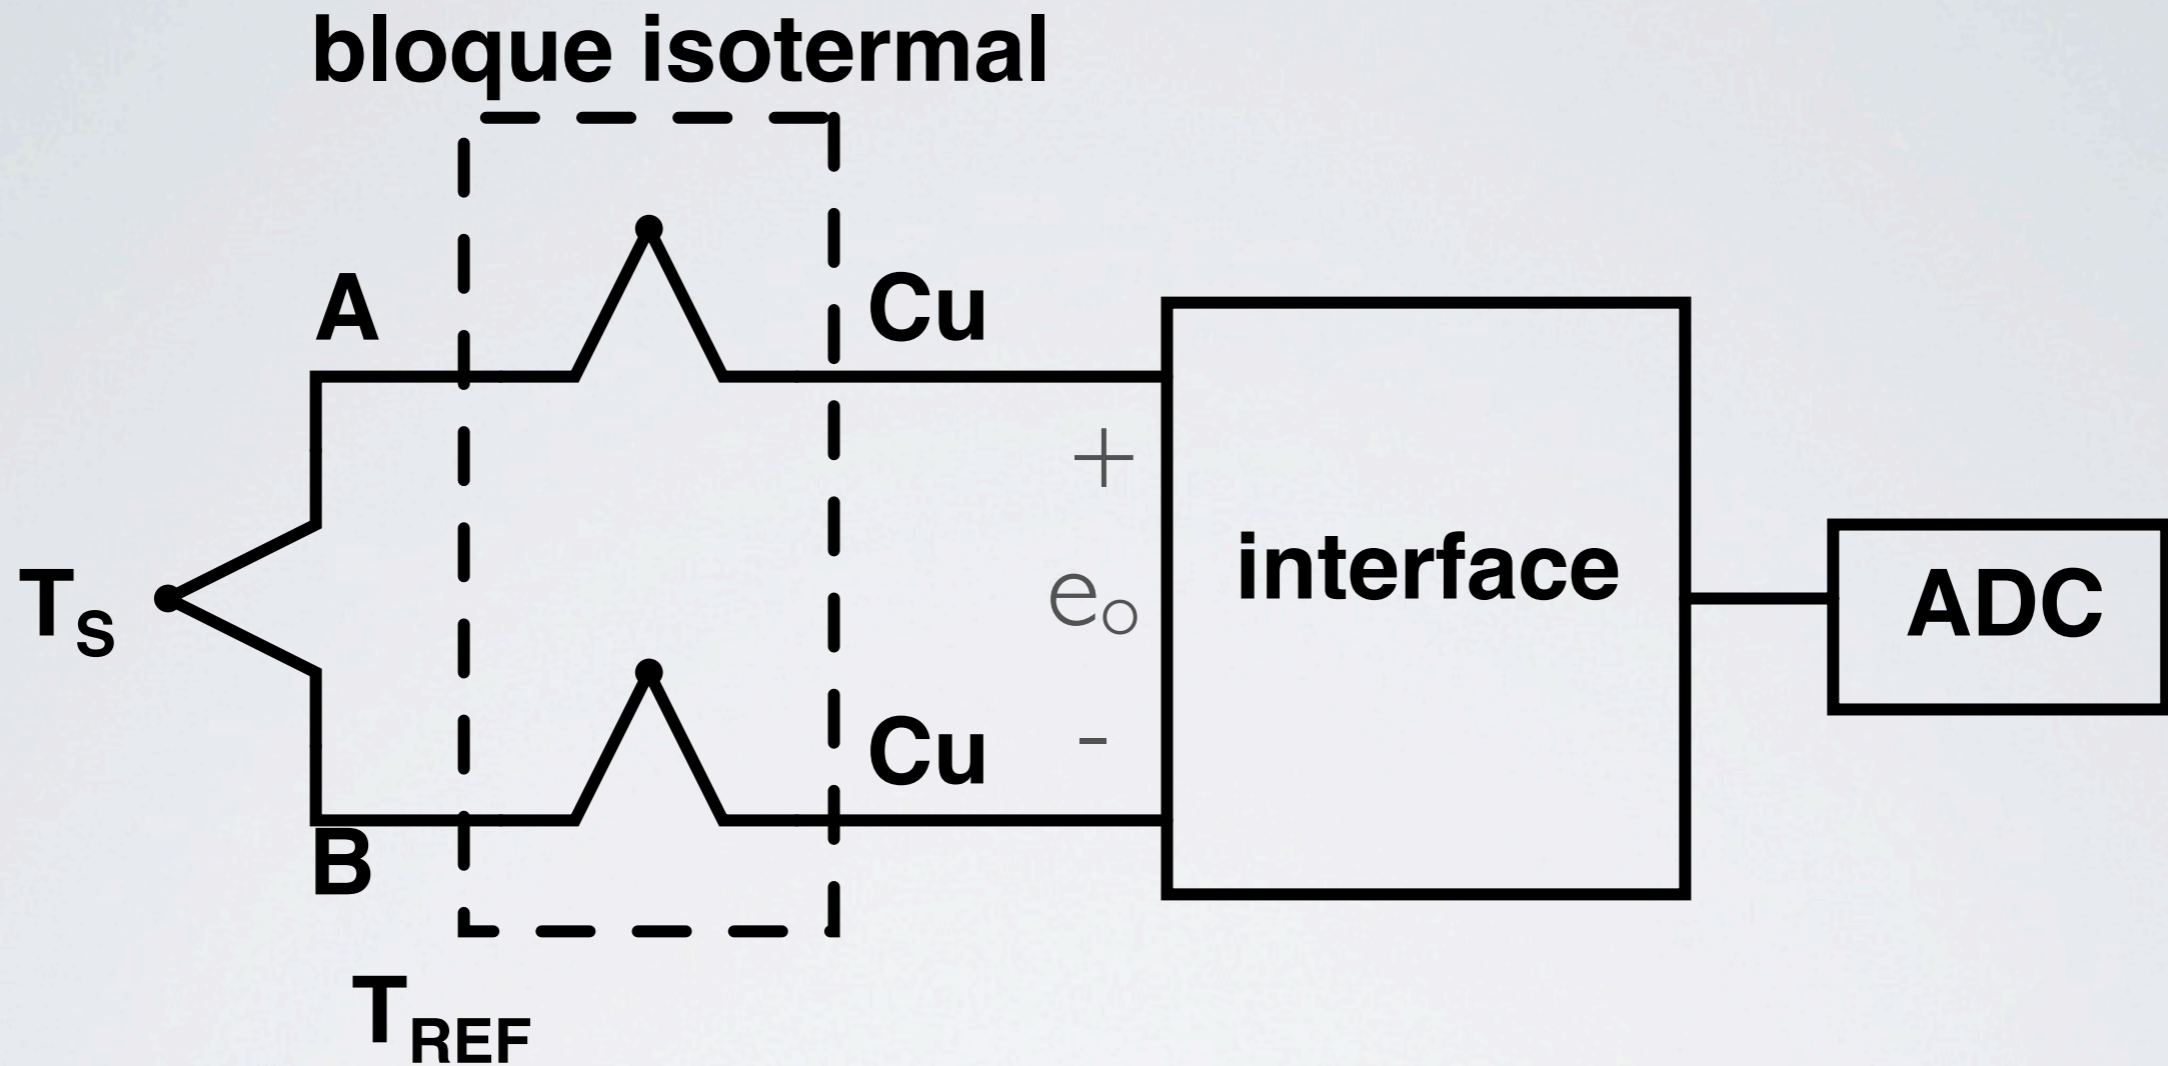 bloque isotermal
A
Cu
+
T_S
e_o
interface
ADC
Cu
-
B
T_REF